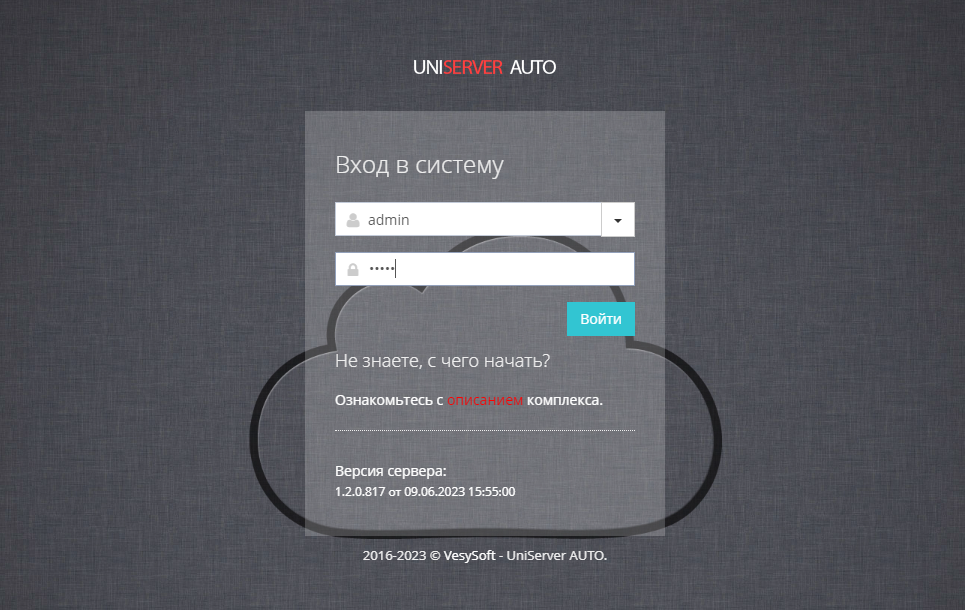 UNISERVER AUTO
Вход в систему
admin
•••••
Войти
Не знаете, с чего начать?
Ознакомьтесь с описанием комплекса.
Версия сервера:
1.2.0.817 от 09.06.2023 15:55:00
2016-2023 © VesySoft - UniServer AUTO.